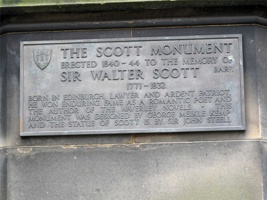 THE SCOTT MONUMENT
ERECTED 1840-44 TO THE MEMORY OF
SIR WALTER SCOTT BART.
1771-1832.
BORN IN EDINBURGH, LAWYER AND ARDENT PATRIOT,
HE WON ENDURING FAME AS A ROMANTIC POET AND
THE AUTHOR OF THE WAVERLEY NOVELS. THE
MONUMENT WAS DESIGNED BY GEORGE MEIKLE KEMP
AND THE STATUE OF SCOTT IS BY SIR JOHN STEELL